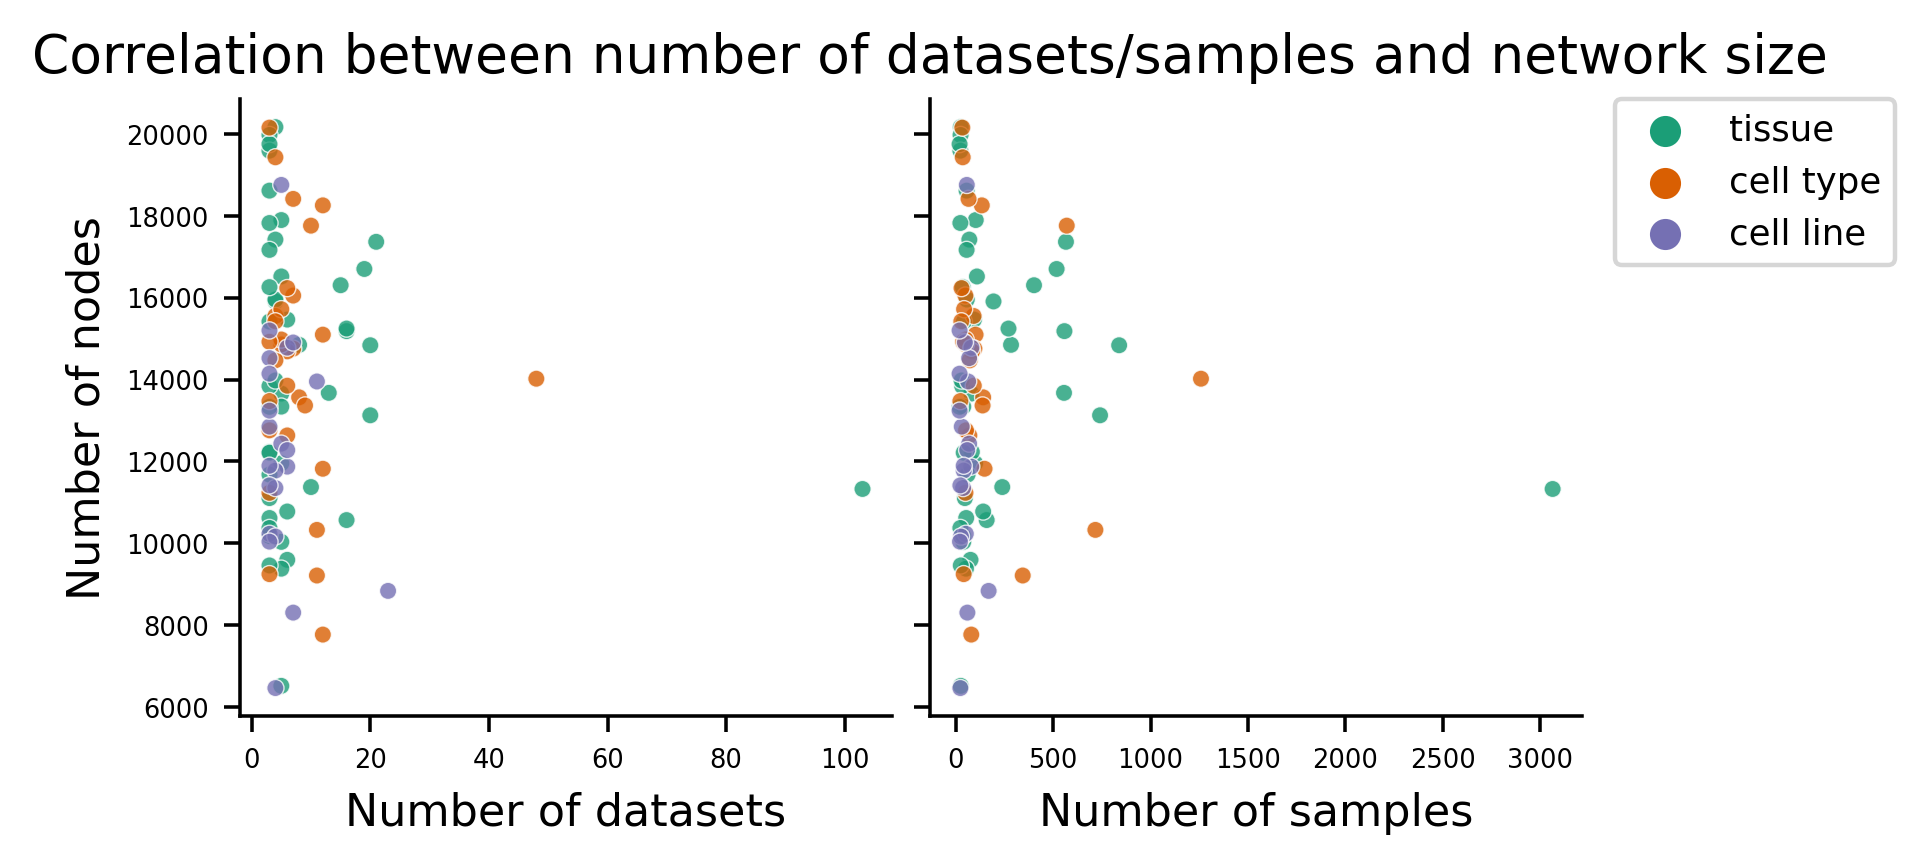 Correlation between number of datasets/samples and network size
tissue
cell type
cell line
Number of nodes
20000
18000
16000
14000
12000
10000
8000
6000
0 20 40 60 80 100
Number of datasets
0 500 1000 1500 2000 2500 3000
Number of samples